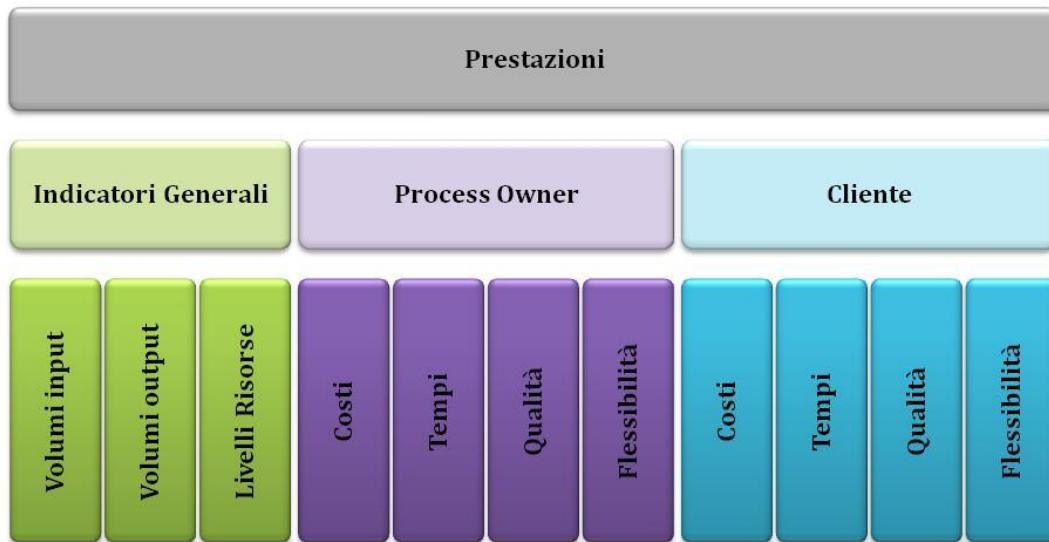 Prestazioni
Indicatori Generali
Process Owner
Cliente
Volumi input
Volumi output
Livelli Risorse
Costi
Tempi
Qualità
Flessibilità
Costi
Tempi
Qualità
Flessibilità